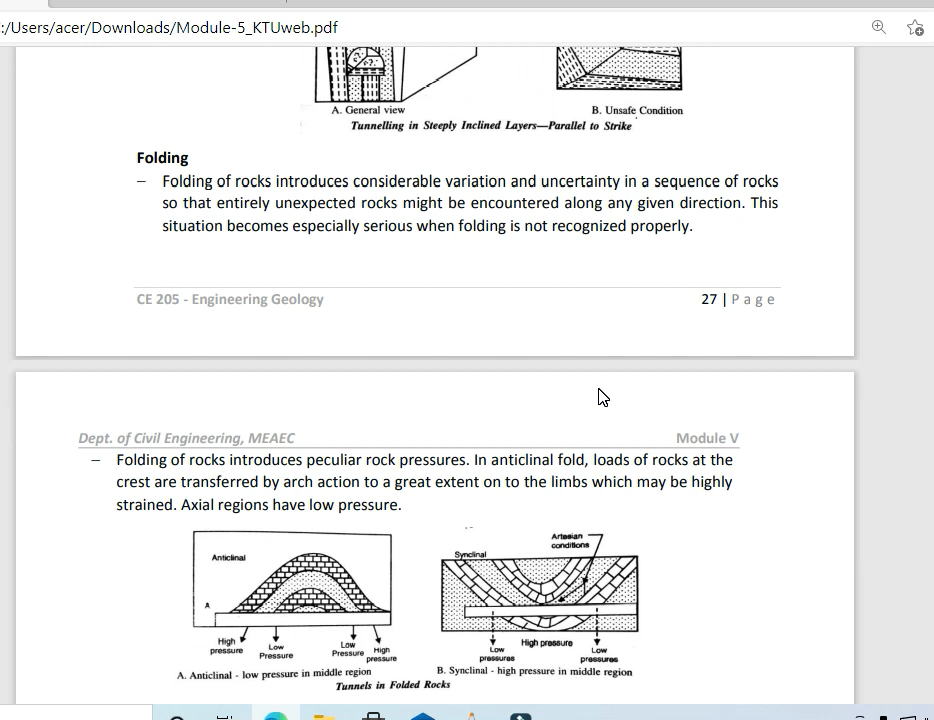 :/Users/acer/Downloads/Module-5_KTUweb.pdf
A. General view
B. Unsafe Condition
Tunnelling in Steeply Inclined Layers—Parallel to Strike
Folding
– Folding of rocks introduces considerable variation and uncertainty in a sequence of rocks
so that entirely unexpected rocks might be encountered along any given direction. This
situation becomes especially serious when folding is not recognized properly.
CE 205 - Engineering Geology
27 | P a g e
Dept. of Civil Engineering, MEAEC
Module V
– Folding of rocks introduces peculiar rock pressures. In anticlinal fold, loads of rocks at the
crest are transferred by arch action to a great extent on to the limbs which may be highly
strained. Axial regions have low pressure.
Anticlinal
A
High
pressure
Low
Pressure
Low
Pressure
High
pressure
A. Anticlinal - low pressure in middle region
Artesian
conditions
Synclinal
Low
pressures
High pressure
Low
pressures
B. Synclinal - high pressure in middle region
Tunnels in Folded Rocks